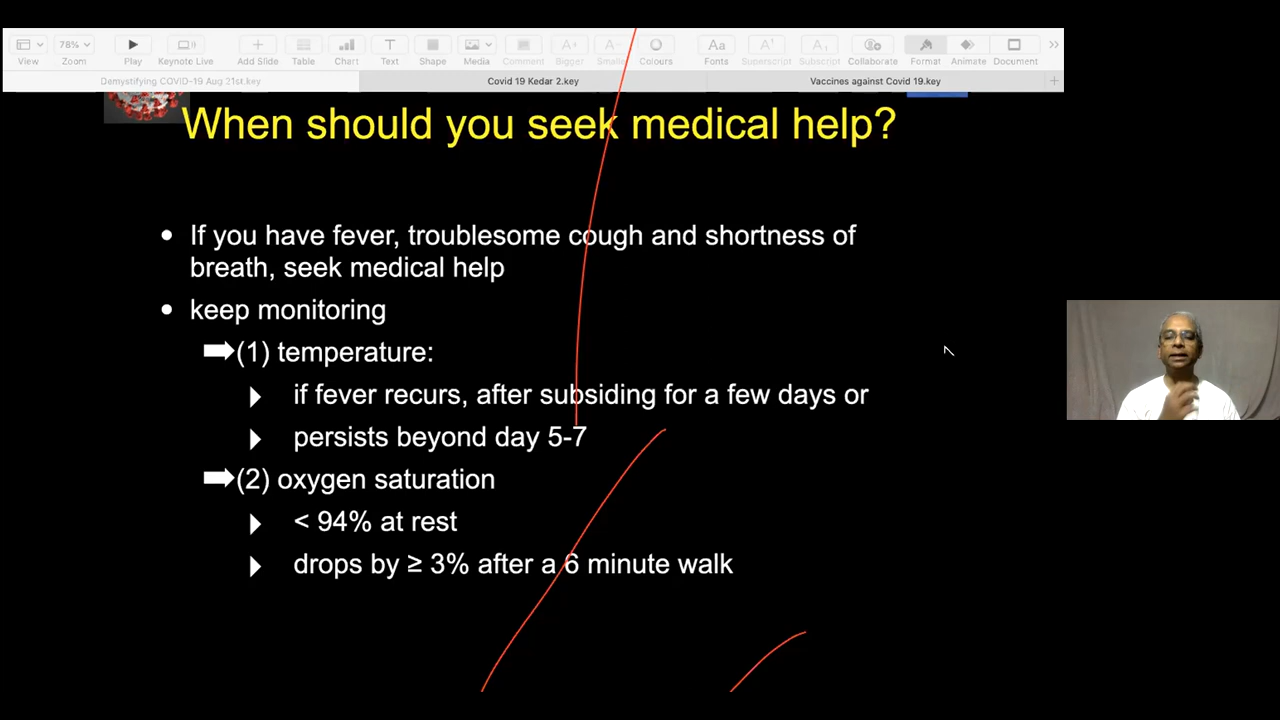 View
78%
Zoom
Play
Keynote Live
Add Slide
Table
Chart
Text
Shape
Media
Comment
Bigger
Smaller
Colours
Fonts
Superscript
Subscript
Collaborate
Format
Animate
Document
Demystifying COVID-19 Aug 21st.key
Covid 19 Kedar 2.key
Vaccines against Covid 19.key
When should you seek medical help?
• If you have fever, troublesome cough and shortness of
breath, seek medical help
• keep monitoring
(1) temperature:
if fever recurs, after subsiding for a few days or
persists beyond day 5-7
(2) oxygen saturation
< 94% at rest
drops by ≥ 3% after a 6 minute walk